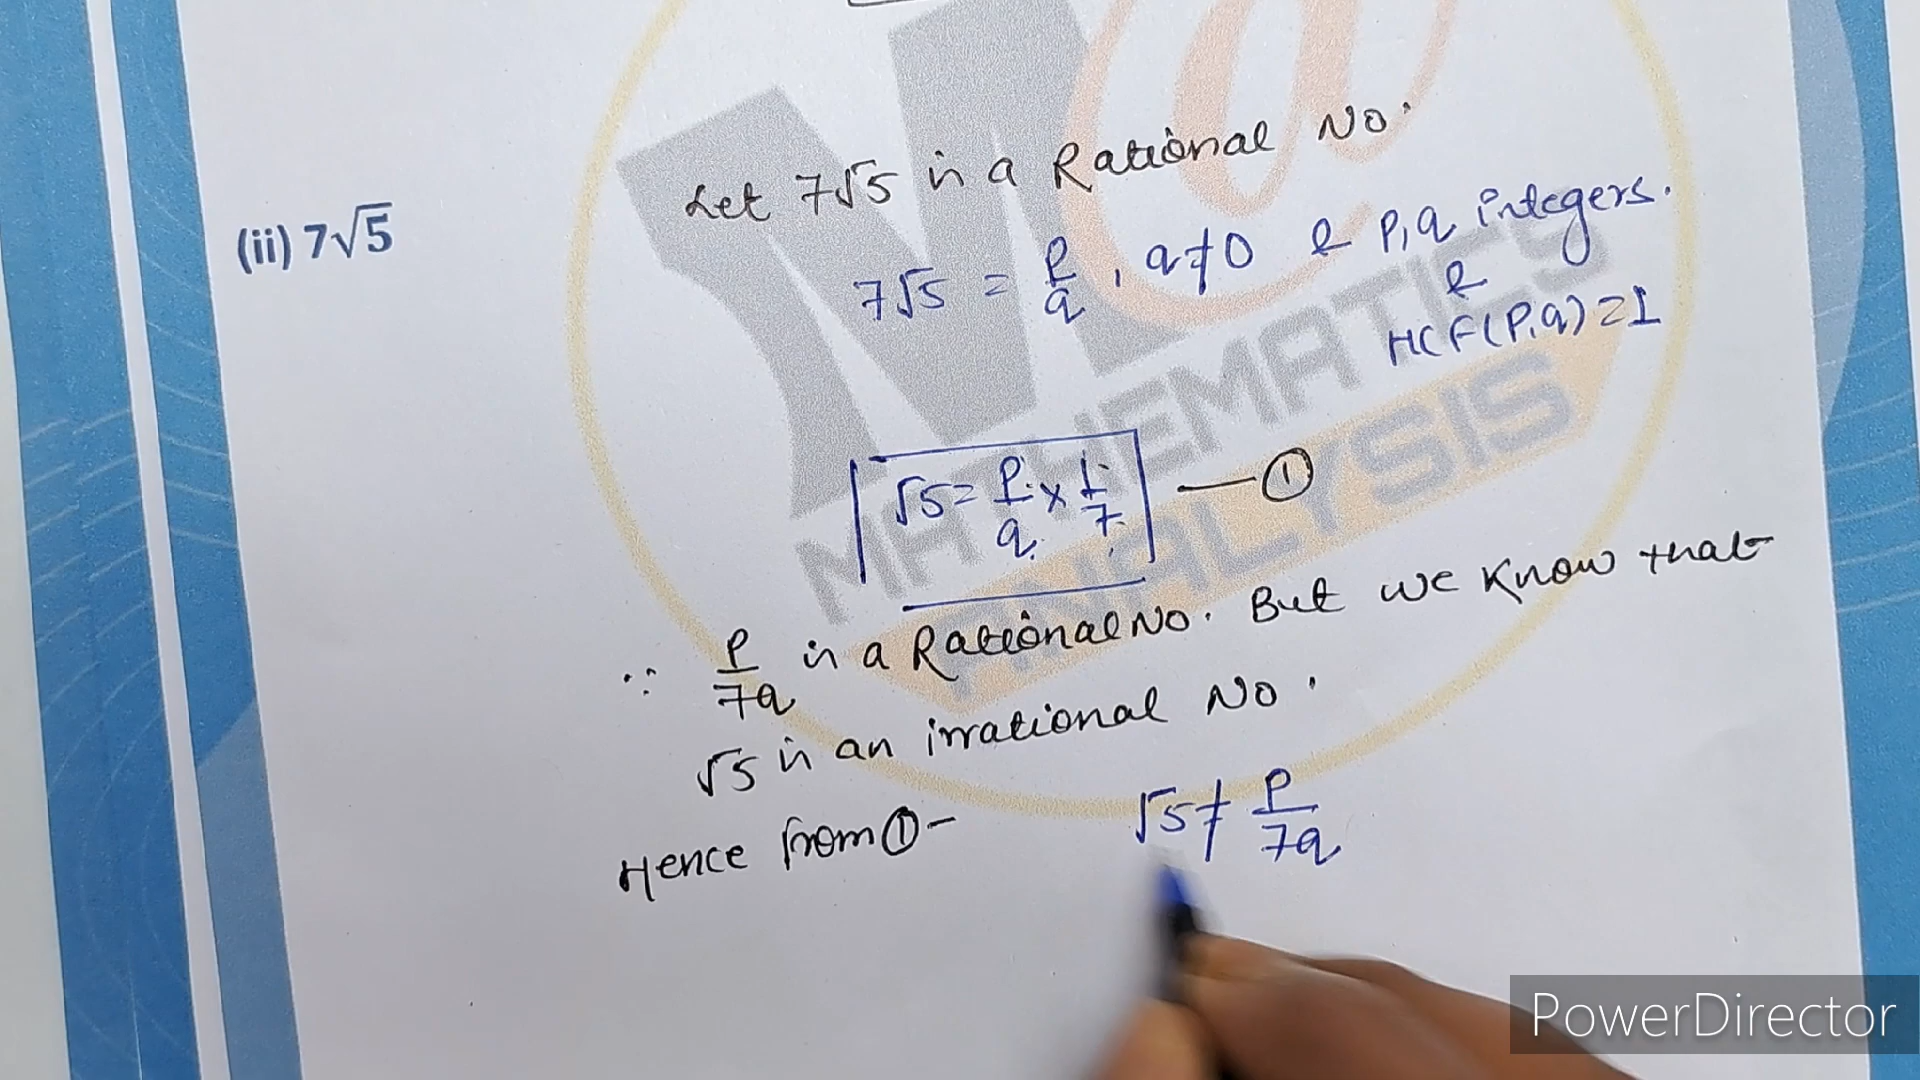 Let 7√5 is a Rational No.
(ii) 7√5
7√5 = p/q , q≠0 & p,q integers.
&
HCF(p,q)=1
√5 = p/q × 1/7 — ①
∵ p/7q is a Rational No. But we know that
√5 is an irrational No.
Hence from ① – √5 ≠ p/7q
M@
MATHEMATICS
ANALYSIS
PowerDirector